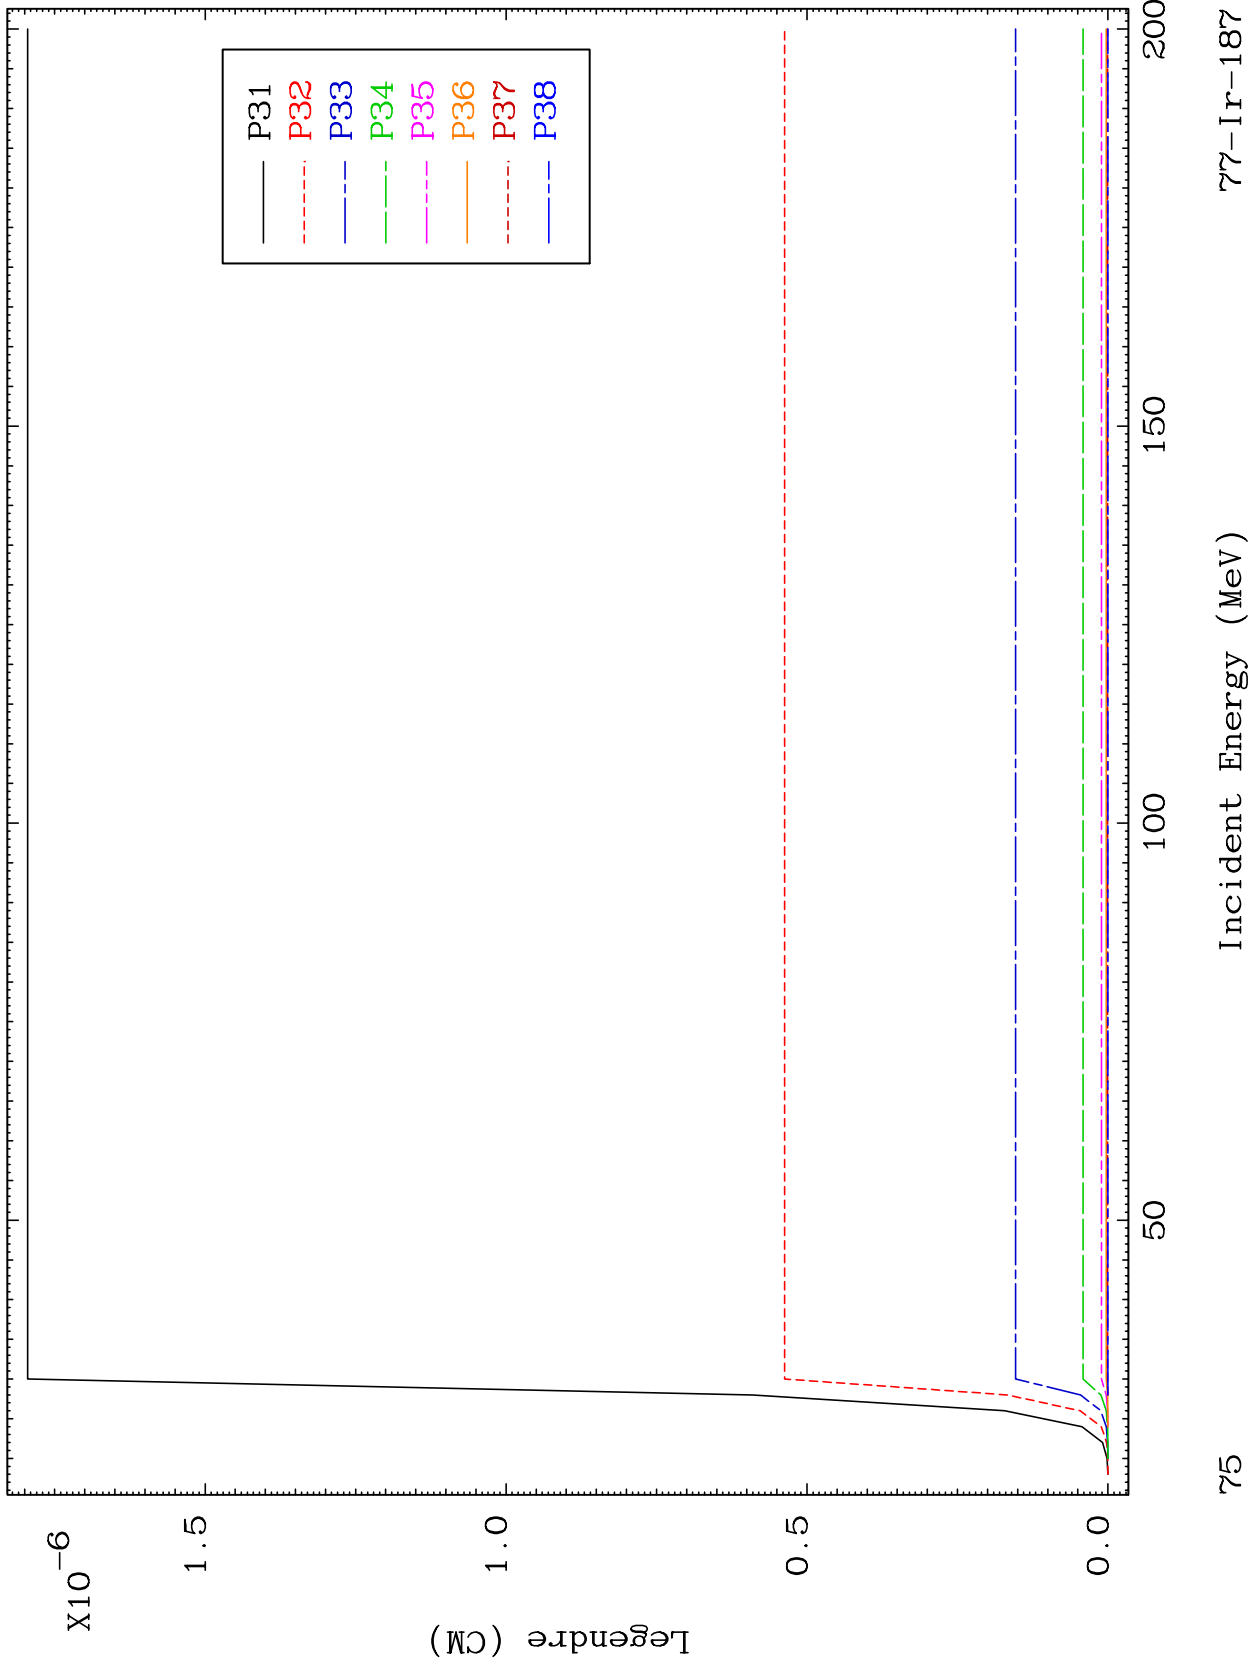 X10-6
1.5
1.0
0.5
0.0
Legendre (CM)
P31
P32
P33
P34
P35
P36
P37
P38
50
100
150
200
Incident Energy (MeV)
75
77-Ir-187